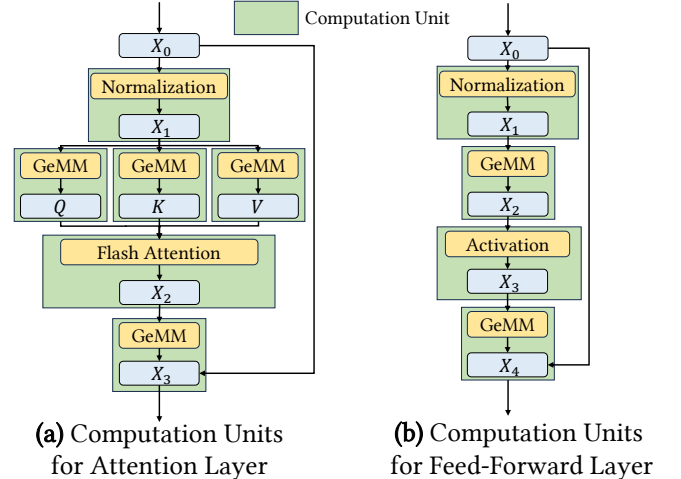 Computation Unit
X₀
Normalization
X₁
GeMM GeMM GeMM
Q K V
Flash Attention
X₂
GeMM
X₃
(a) Computation Units
for Attention Layer
X₀
Normalization
X₁
GeMM
X₂
Activation
X₃
GeMM
X₄
(b) Computation Units
for Feed-Forward Layer